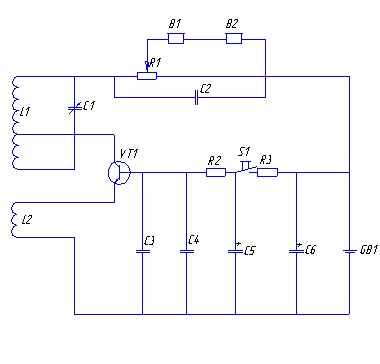 B1 B2
R1
C2
L1 C1
VT1
R2 S1 R3
L2
C3 C4 C5 C6 GB1